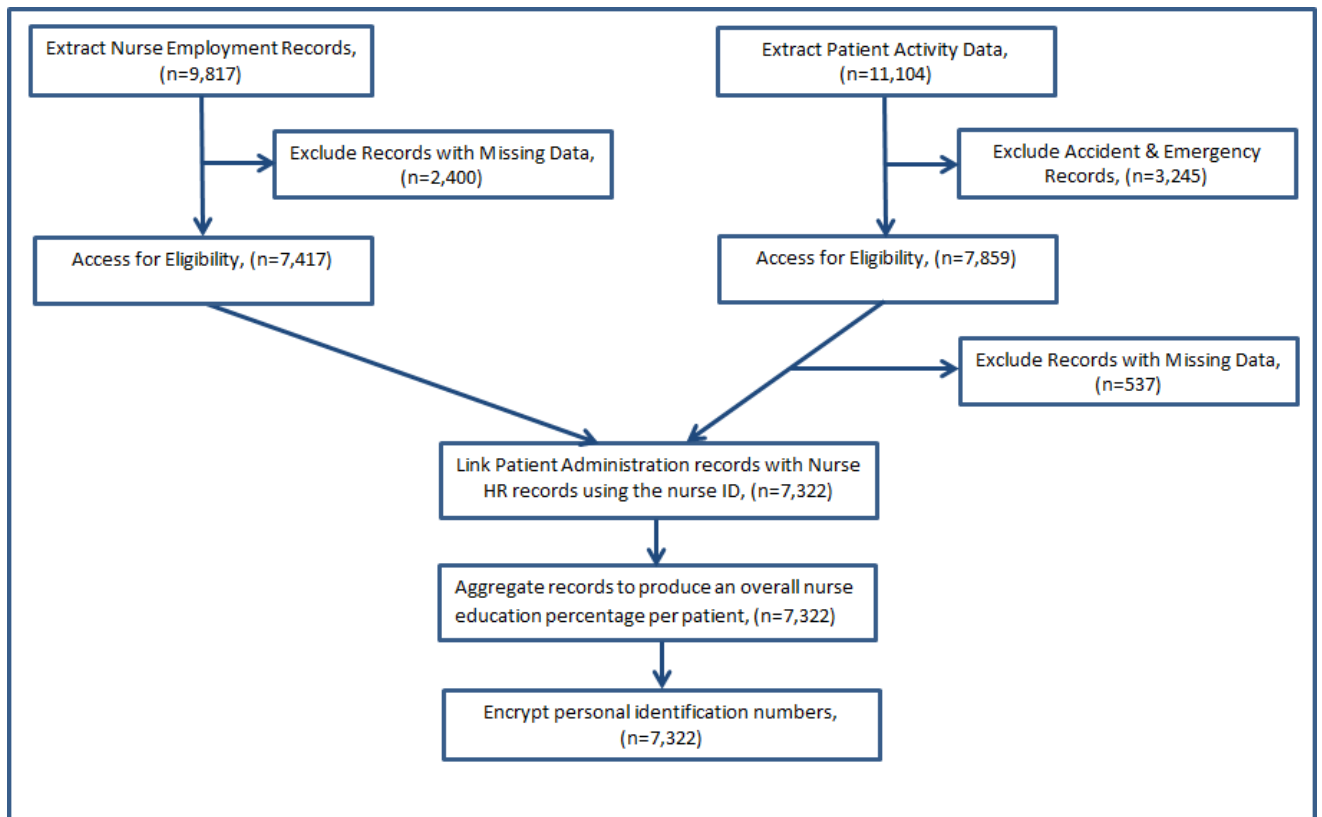 Extract Nurse Employment Records,
(n=9,817)
Extract Patient Activity Data,
(n=11,104)
Exclude Records with Missing Data,
(n=2,400)
Exclude Accident & Emergency
Records, (n=3,245)
Access for Eligibility, (n=7,417)
Access for Eligibility, (n=7,859)
Exclude Records with Missing Data,
(n=537)
Link Patient Administration records with Nurse
HR records using the nurse ID, (n=7,322)
Aggregate records to produce an overall nurse
education percentage per patient, (n=7,322)
Encrypt personal identification numbers,
(n=7,322)